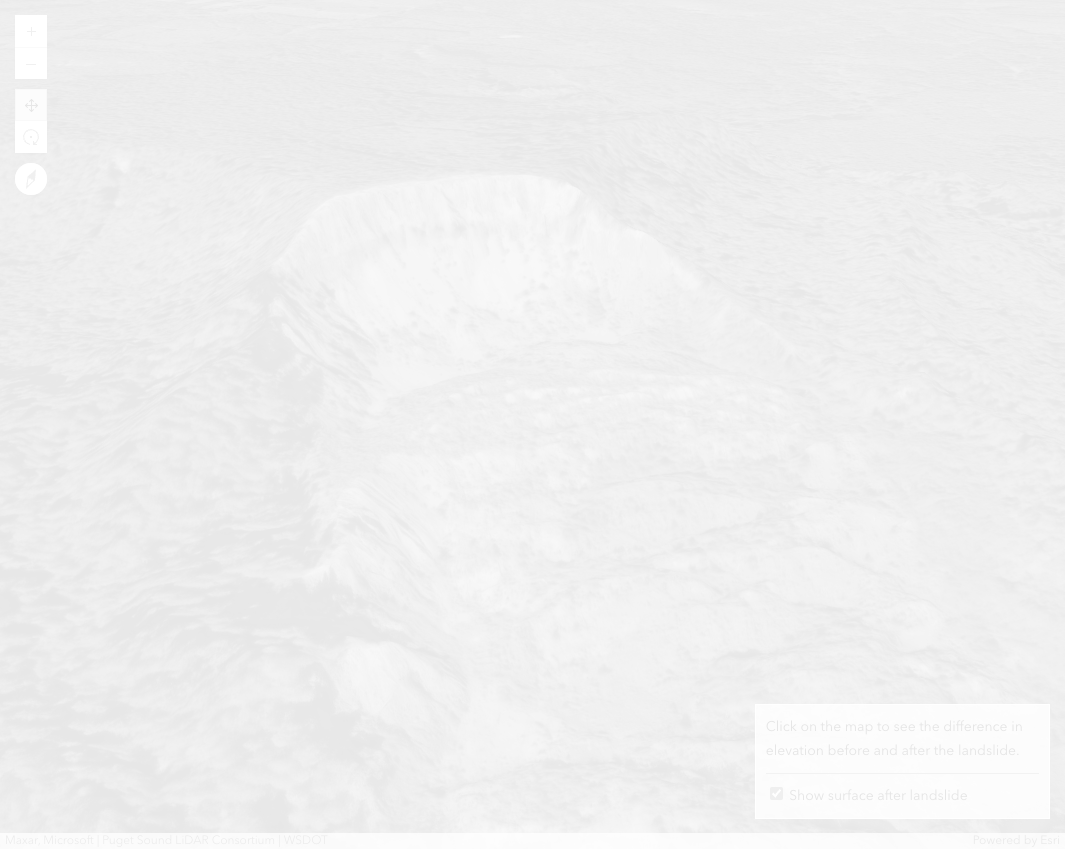 Click on the map to see the difference in
elevation before and after the landslide.
Show surface after landslide
Maxar, Microsoft | Puget Sound LIDAR Consortium | WSDOT
Powered by Esri